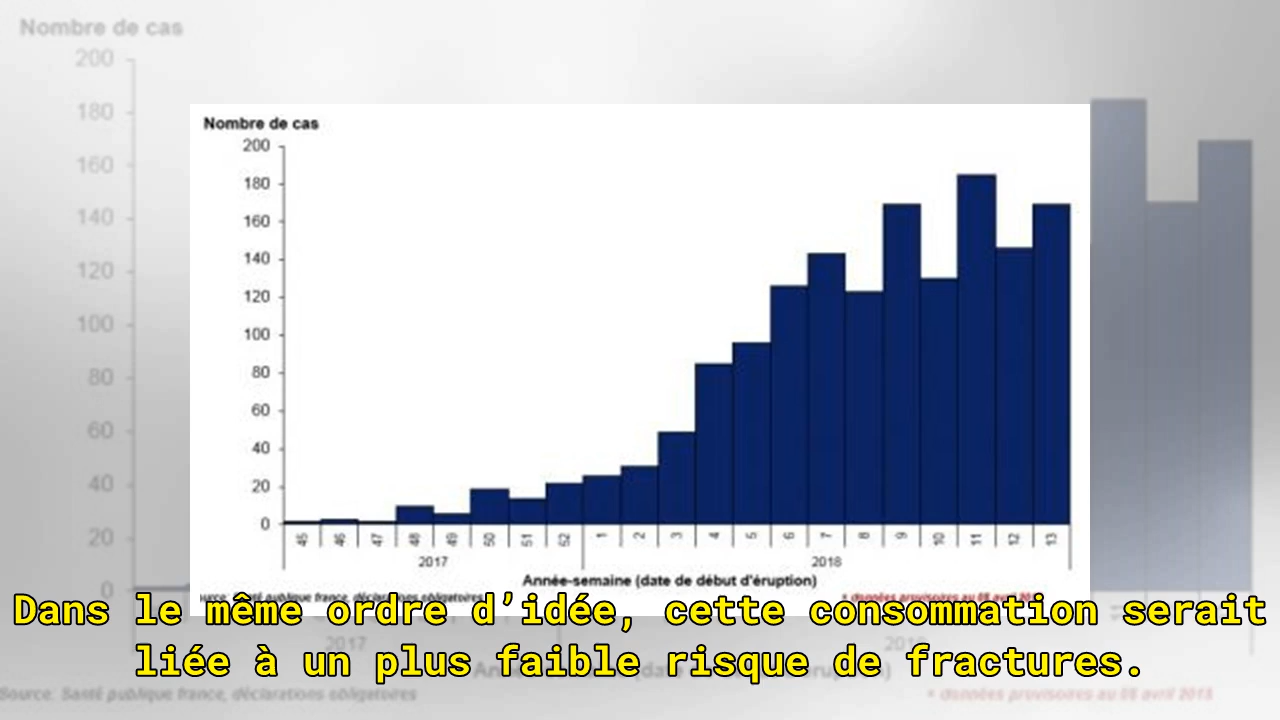 Nombre de cas
200
180
160
140
120
100
80
60
40
20
0
45 46 47 48 49 50 51 52 1 2 3 4 5 6 7 8 9 10 11 12 13
2017 2018
Année-semaine (date de début d'éruption)
Source. Santé publique france, déclarations obligatoires
* données provisoires au
Dans le même ordre d’idée, cette consommation serait
liée à un plus faible risque de fractures.